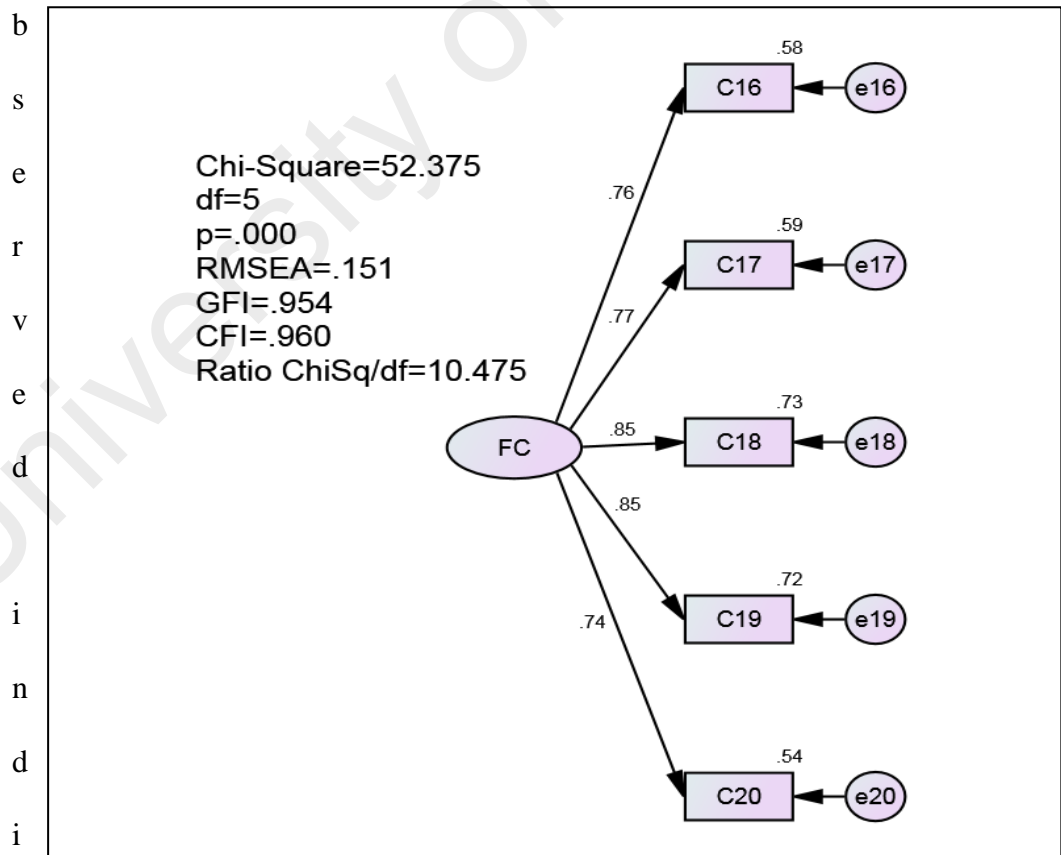 b
s
e
r
v
e
d
i
n
d
i
University of
Chi-Square=52.375
df=5
p=.000
RMSEA=.151
GFI=.954
CFI=.960
Ratio ChiSq/df=10.475
FC
.76
.77
.85
.85
.74
.58
C16
e16
.59
C17
e17
.73
C18
e18
.72
C19
e19
.54
C20
e20